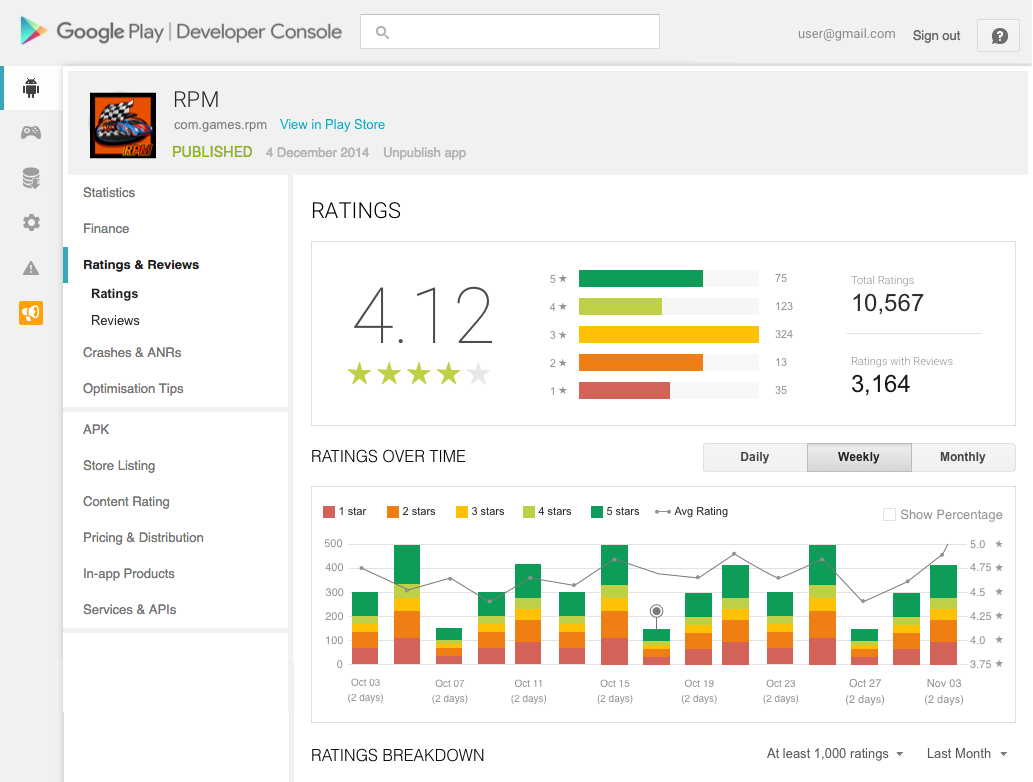 Google Play | Developer Console
user@gmail.com Sign out ?
RPM
com.games.rpm View in Play Store
PUBLISHED 4 December 2014 Unpublish app
RPM
Statistics
Finance
Ratings & Reviews
Ratings
Reviews
Crashes & ANRs
Optimisation Tips
APK
Store Listing
Content Rating
Pricing & Distribution
In-app Products
Services & APIs
RATINGS
4.12
5 ★ 75
4 ★ 123
3 ★ 324
2 ★ 13
1 ★ 35
Total Ratings
10,567
Ratings with Reviews
3,164
RATINGS OVER TIME
Daily Weekly Monthly
1 star 2 stars 3 stars 4 stars 5 stars Avg Rating
Show Percentage
500 5.0 ★
400 4.75 ★
300 4.5 ★
200 4.25 ★
100 4.0 ★
0 3.75 ★
Oct 03 Oct 07 Oct 11 Oct 15 Oct 19 Oct 23 Oct 27 Nov 03
(2 days) (2 days) (2 days) (2 days) (2 days) (2 days) (2 days) (2 days)
RATINGS BREAKDOWN
At least 1,000 ratings Last Month